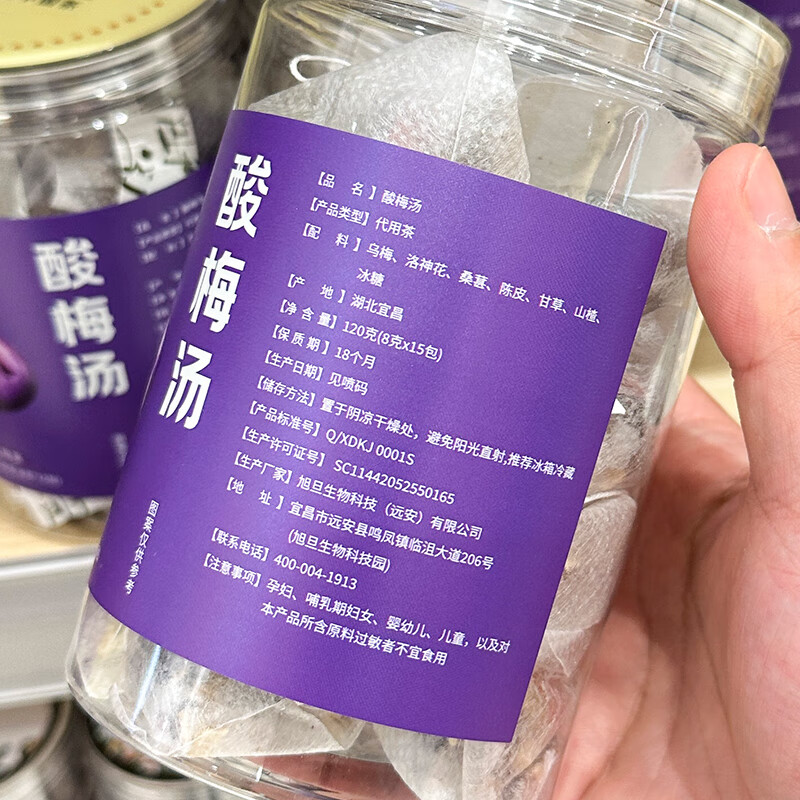 酸梅汤
【品 名】酸梅汤
【产品类型】代用茶
【配 料】乌梅、洛神花、桑葚、陈皮、甘草、山楂、
冰糖
【产 地】湖北宜昌
【净 含 量】120克(8克x15包)
【保 质 期】18个月
【生产日期】见喷码
【储存方法】置于阴凉干燥处，避免阳光直射,推荐冰箱冷藏
【产品标准号】Q/XDKJ 0001S
【生产许可证号】SC11442052550165
【生产厂家】旭旦生物科技（远安）有限公司
【地 址】宜昌市远安县鸣凤镇临沮大道206号
(旭旦生物科技园)
【联系电话】400-004-1913
【注意事项】孕妇、哺乳期妇女、婴幼儿、儿童，以及对
本产品所含原料过敏者不宜食用
图案仅供参考
酸梅汤